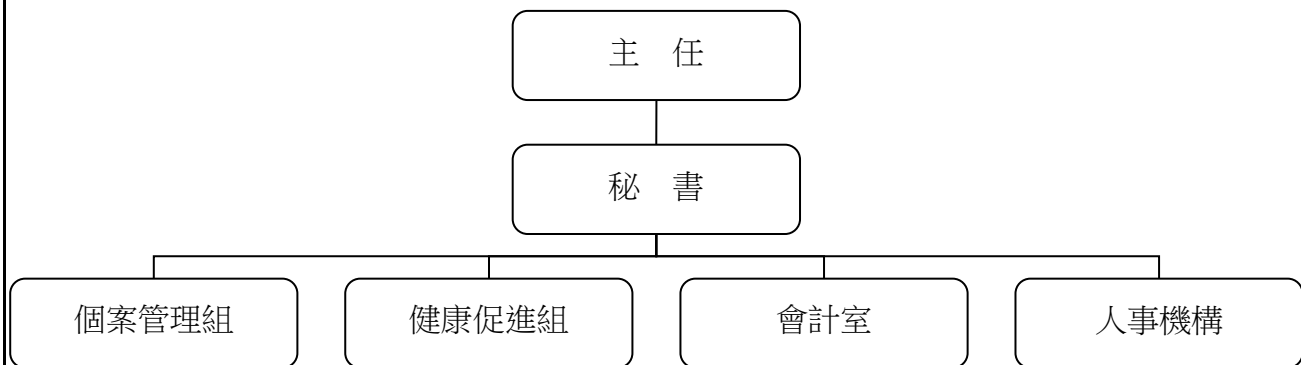 主　任
秘　書
個案管理組
健康促進組
會計室
人事機構